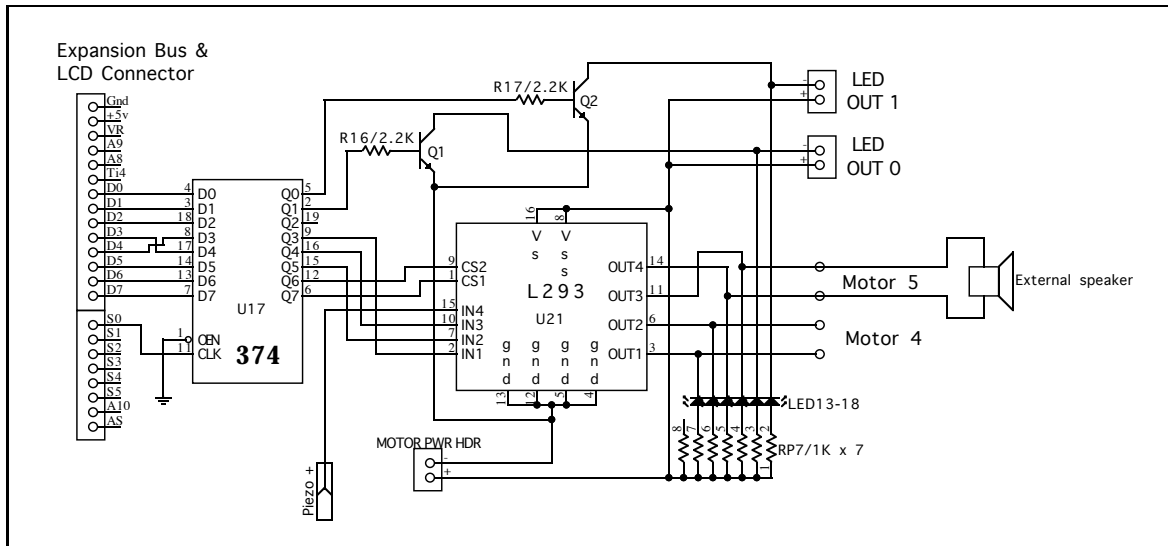 Expansion Bus &
LCD Connector
Gnd
+5v
VR
A9
A8
Ti4
D0
D1
D2
D3
D4
D5
D6
D7
S0
S1
S2
S3
S4
S5
A10
AS
4 D0
3 D1
18 D2
8 D3
17 D4
14 D5
13 D6
7 D7
1 OEN
11 CLK
Q0 5
Q1 2
Q2 19
Q3 9
Q4 16
Q5 15
Q6 12
Q7 6
U17
374
R17/2.2K
Q2
R16/2.2K
Q1
- LED
+ OUT 1
- LED
+ OUT 0
16 8
Vs Vss
9 CS2
1 CS1
15 IN4
10 IN3
7 IN2
2 IN1
L293
U21
OUT4 14
OUT3 11
OUT2 6
OUT1 3
gnd gnd gnd gnd
13 12 5 4
Motor 5
Motor 4
External speaker
LED13-18
8 7 6 5 4 3 2
1
RP7/1K x 7
MOTOR PWR HDR
-
+
Piezo +